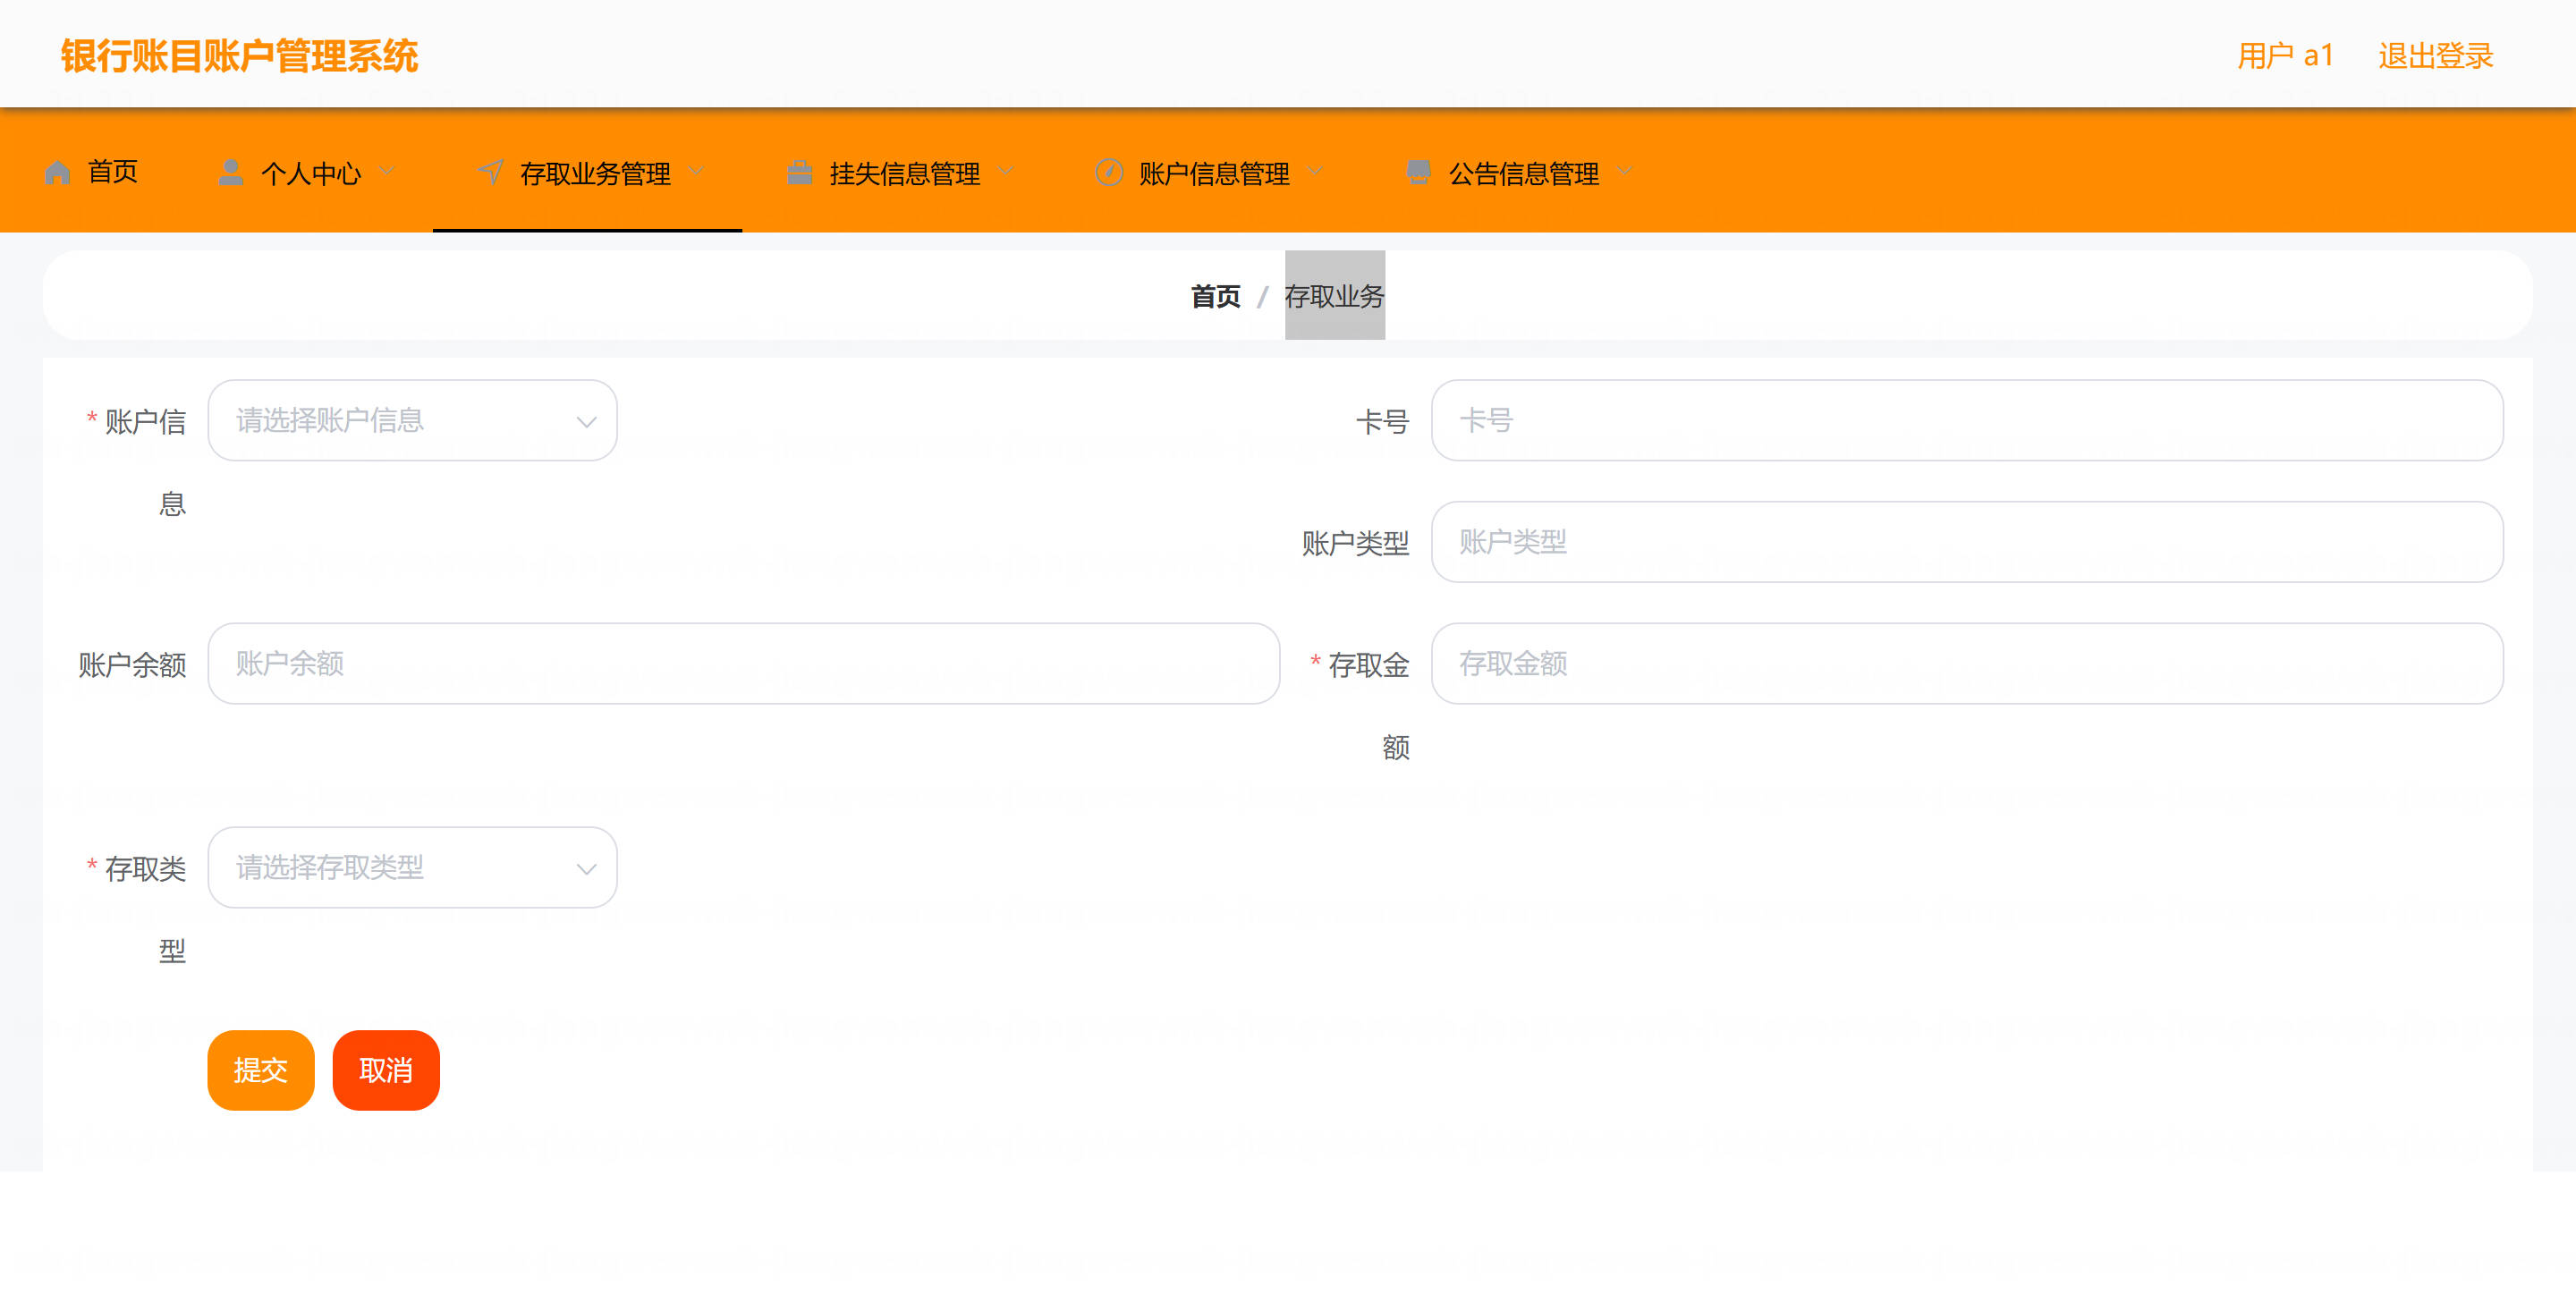 银行账目账户管理系统
用户 a1 退出登录
首页 个人中心 存取业务管理 挂失信息管理 账户信息管理 公告信息管理
首页 / 存取业务
* 账户信息 请选择账户信息
卡号 卡号
账户类型 账户类型
账户余额 账户余额
* 存取金额 存取金额
* 存取类型 请选择存取类型
提交 取消